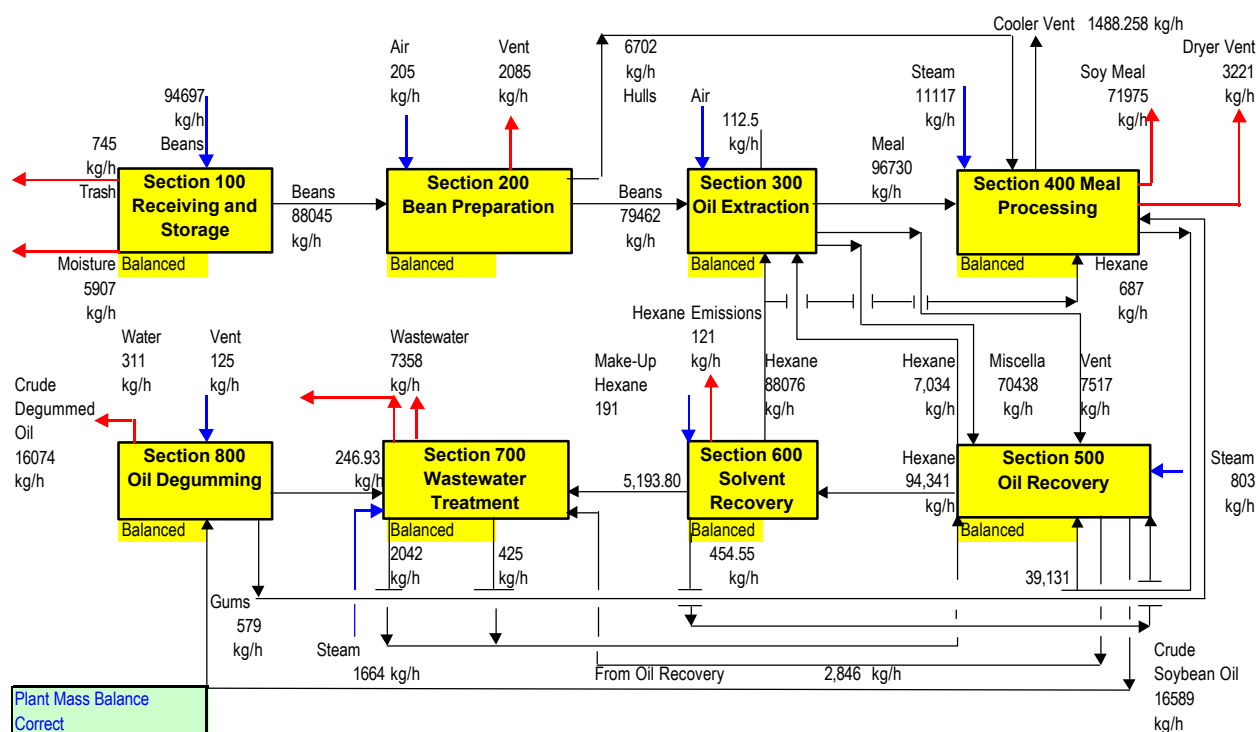 Cooler Vent 1488.258 kg/h
Air
205
kg/h
Vent
2085
kg/h
6702
kg/h
Hulls
Dryer Vent
3221
kg/h
Steam
11117
kg/h
Soy Meal
71975
kg/h
94697
kg/h
Beans
Air
112.5
kg/h
745
kg/h
Trash
Meal
96730
kg/h
Section 100
Receiving and
Storage
Balanced
Beans
88045
kg/h
Section 200
Bean Preparation
Balanced
Beans
79462
kg/h
Section 300
Oil Extraction
Balanced
Section 400 Meal
Processing
Balanced
Moisture
5907
kg/h
Hexane
687
kg/h
Water
311
kg/h
Vent
125
kg/h
Wastewater
7358
kg/h
Hexane Emissions
121
kg/h
Make-Up
Hexane
191
Hexane
88076
kg/h
Hexane
7,034
kg/h
Miscella
70438
kg/h
Vent
7517
kg/h
Crude
Degummed
Oil
16074
kg/h
Section 800
Oil Degumming
Balanced
246.93
kg/h
Section 700
Wastewater
Treatment
Balanced
5,193.80
Section 600
Solvent
Recovery
Balanced
Hexane
94,341
kg/h
Section 500
Oil Recovery
Balanced
Steam
803
kg/h
2042
kg/h
425
kg/h
454.55
kg/h
39,131
Gums
579
kg/h
Steam
1664 kg/h
From Oil Recovery
2,846 kg/h
Crude
Soybean Oil
16589
kg/h
Plant Mass Balance
Correct